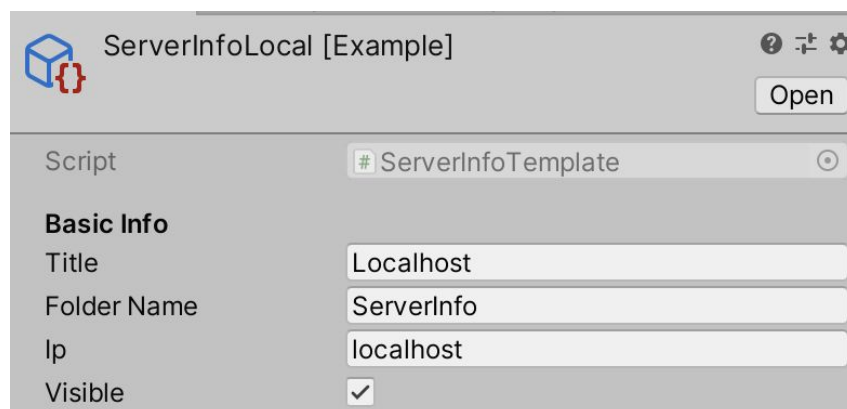 ServerInfoLocal [Example]
Open
Script # ServerInfoTemplate
Basic Info
Title Localhost
Folder Name ServerInfo
Ip localhost
Visible